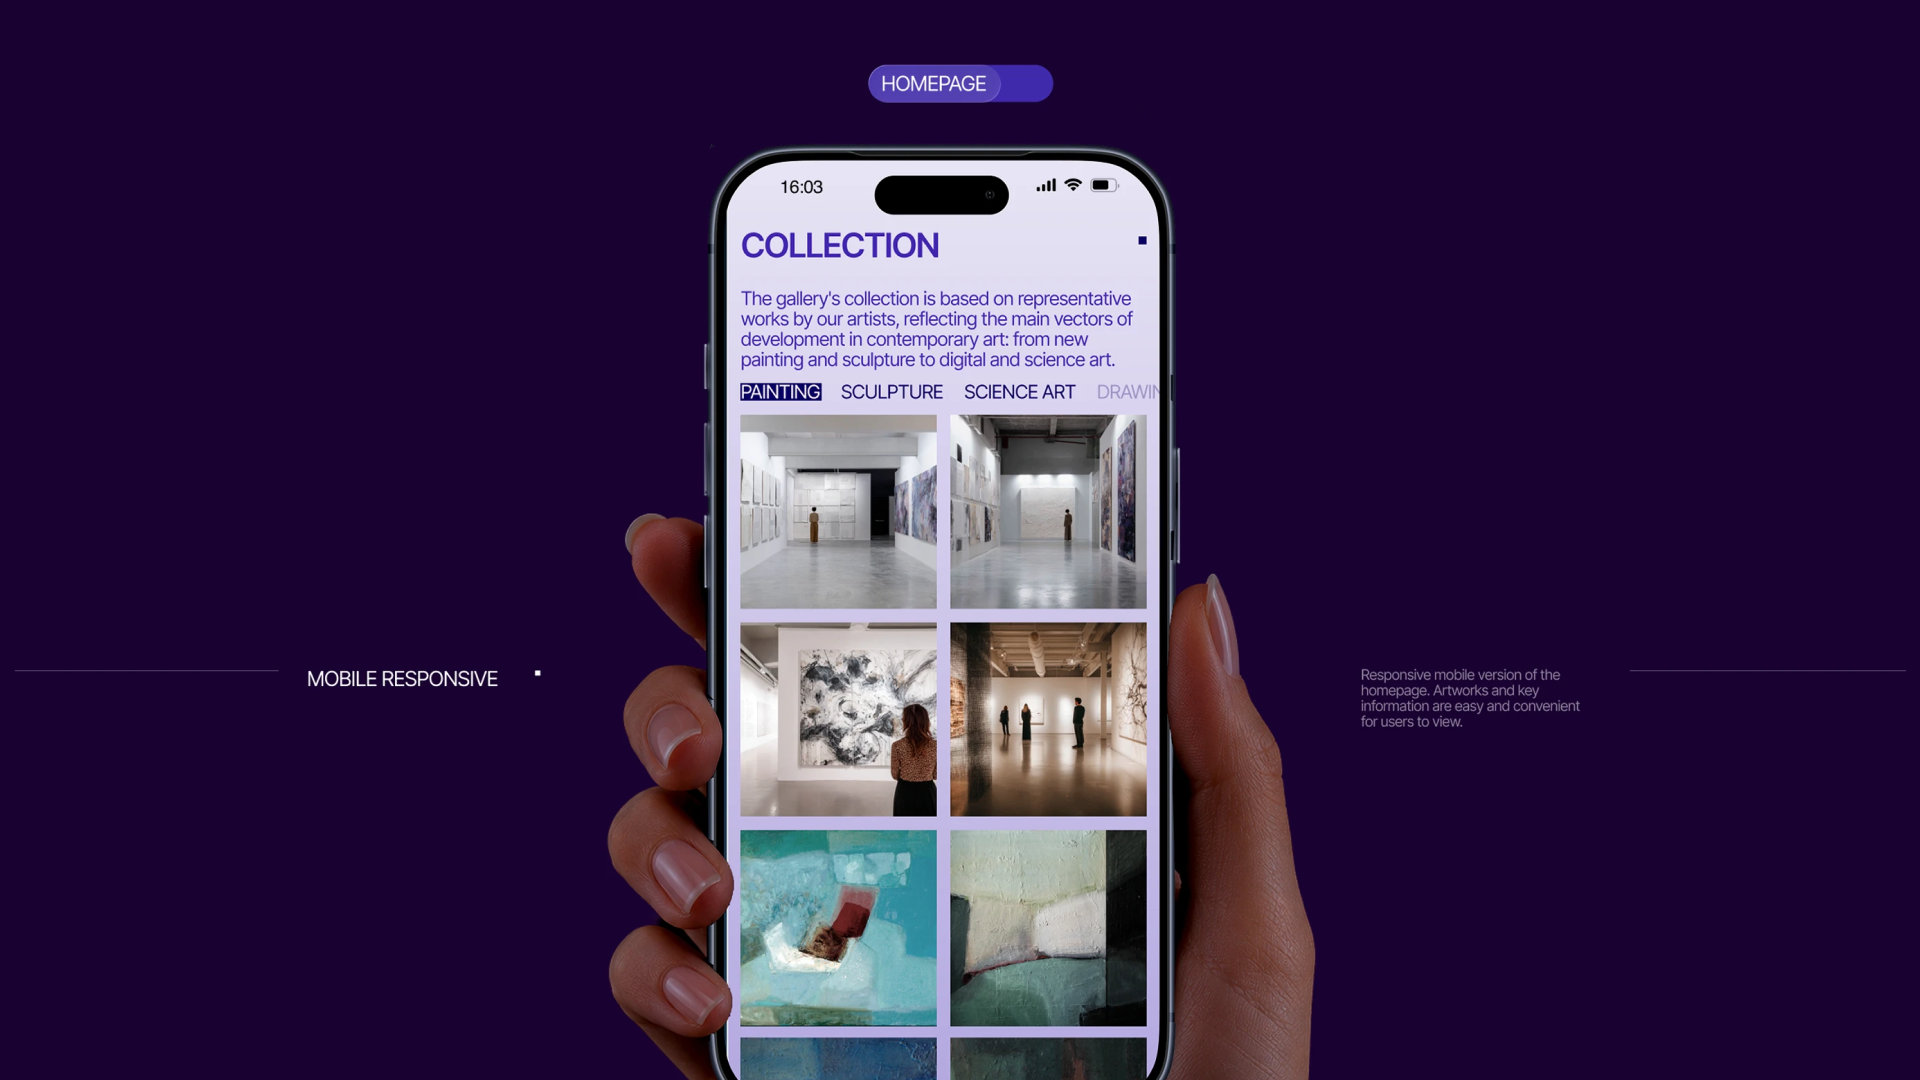 HOMEPAGE
16:03
COLLECTION
The gallery's collection is based on representative
works by our artists, reflecting the main vectors of
development in contemporary art: from new
painting and sculpture to digital and science art.
PAINTING SCULPTURE SCIENCE ART DRAWIN
MOBILE RESPONSIVE
Responsive mobile version of the
homepage. Artworks and key
information are easy and convenient
for users to view.